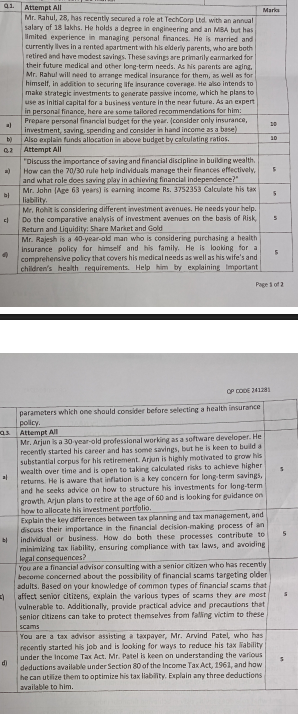 Q.1. Attempt All Marks
Mr. Rahul, 28, has recently secured a role at TechCorp Ltd. with an annual
salary of 18 lakhs. He holds a degree in engineering and an MBA but has
limited experience in managing personal finances. He is married and
currently lives in a rented apartment with his elderly parents, who are both
retired and have modest savings. These savings are primarily earmarked for
their future medical and other long-term needs. As his parents are aging,
Mr. Rahul will need to arrange medical insurance for them, as well as for
himself, in addition to securing life insurance coverage. He also intends to
make strategic investments to generate passive income, which he plans to
use as initial capital for a business venture in the near future. As an expert
in personal finance, here are some tailored recommendations for him:
a) Prepare personal financial budget for the year. (consider only insurance, 10
investment, saving, spending and consider in hand income as a base)
b) Also explain funds allocation in above budget by calculating ratios. 10
Q.2 Attempt All
a) "Discuss the importance of saving and financial discipline in building wealth. 5
How can the 70/30 rule help individuals manage their finances effectively,
and what role does saving play in achieving financial independence?"
b) Mr. John (Age 63 years) is earning income Rs. 3752353 Calculate his tax 5
liability.
c) Mr. Rohit is considering different investment avenues. He needs your help. 5
Do the comparative analysis of investment avenues on the basis of Risk,
Return and Liquidity: Share Market and Gold
d) Mr. Rajesh is a 40-year-old man who is considering purchasing a health 5
insurance policy for himself and his family. He is looking for a
comprehensive policy that covers his medical needs as well as his wife's and
children's health requirements. Help him by explaining important
Page 1 of 2
QP CODE 241281
parameters which one should consider before selecting a health insurance
policy.
Q.3. Attempt All
a) Mr. Arjun is a 30-year-old professional working as a software developer. He 5
recently started his career and has some savings, but he is keen to build a
substantial corpus for his retirement. Arjun is highly motivated to grow his
wealth over time and is open to taking calculated risks to achieve higher
returns. He is aware that inflation is a key concern for long-term savings,
and he seeks advice on how to structure his investments for long-term
growth. Arjun plans to retire at the age of 60 and is looking for guidance on
how to allocate his investment portfolio.
b) Explain the key differences between tax planning and tax management, and 5
discuss their importance in the financial decision-making process of an
individual or business. How do both these processes contribute to
minimizing tax liability, ensuring compliance with tax laws, and avoiding
legal consequences?
c) You are a financial advisor consulting with a senior citizen who has recently 5
become concerned about the possibility of financial scams targeting older
adults. Based on your knowledge of common types of financial scams that
affect senior citizens, explain the various types of scams they are most
vulnerable to. Additionally, provide practical advice and precautions that
senior citizens can take to protect themselves from falling victim to these
scams
d) You are a tax advisor assisting a taxpayer, Mr. Arvind Patel, who has 5
recently started his job and is looking for ways to reduce his tax liability
under the Income Tax Act. Mr. Patel is keen on understanding the various
deductions available under Section 80 of the Income Tax Act, 1961, and how
he can utilize them to optimize his tax liability. Explain any three deductions
available to him.